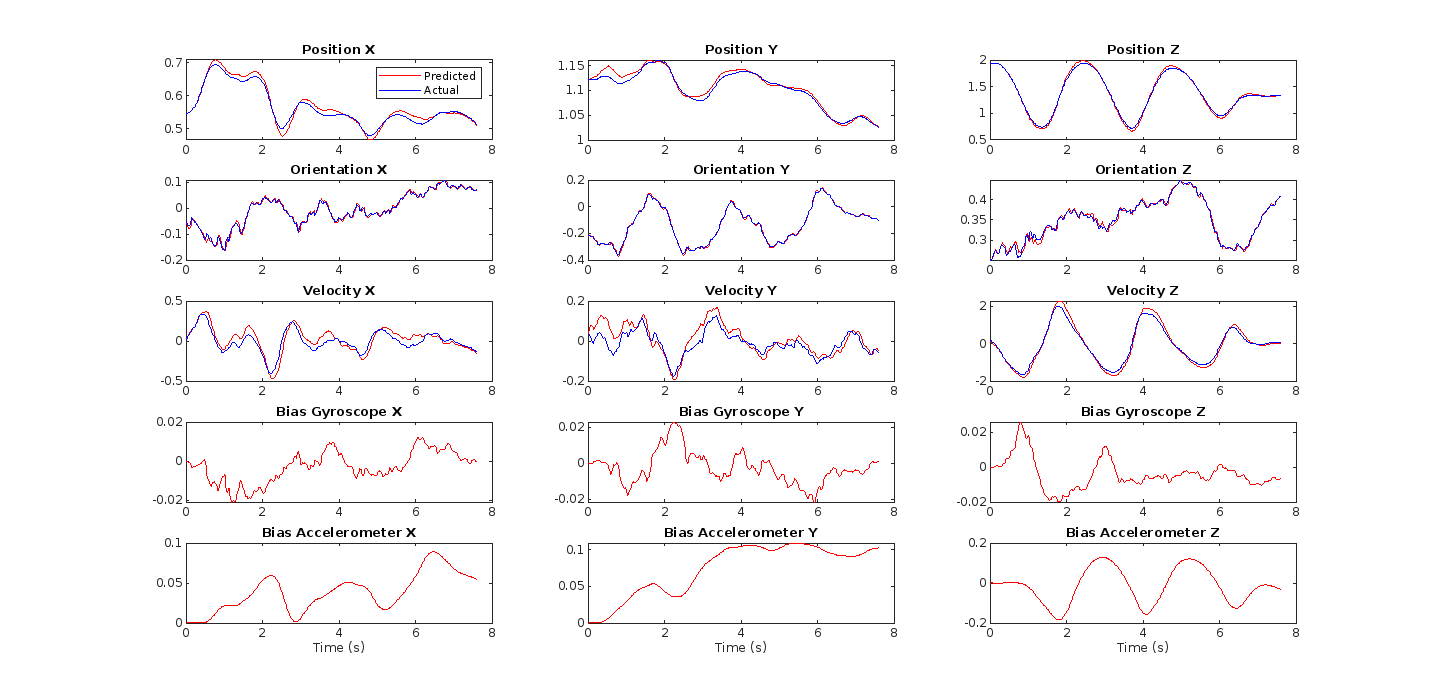 Position X
Position Y
Position Z
0.7
0.6
0.5
Predicted
Actual
0 2 4 6 8
1.15
1.1
1.05
1
0 2 4 6 8
2
1.5
1
0.5
0 2 4 6 8
Orientation X
Orientation Y
Orientation Z
0.1
0
-0.1
-0.2
0 2 4 6 8
0.2
0
-0.2
-0.4
0 2 4 6 8
0.4
0.35
0.3
0 2 4 6 8
Velocity X
Velocity Y
Velocity Z
0.5
0
-0.5
0 2 4 6 8
0.2
0
-0.2
0 2 4 6 8
2
0
-2
0 2 4 6 8
Bias Gyroscope X
Bias Gyroscope Y
Bias Gyroscope Z
0.02
0
-0.02
0 2 4 6 8
0.02
0
-0.02
0 2 4 6 8
0.02
0
-0.02
0 2 4 6 8
Bias Accelerometer X
Bias Accelerometer Y
Bias Accelerometer Z
0.1
0.05
0
0 2 4 6 8
Time (s)
0.1
0.05
0
0 2 4 6 8
Time (s)
0.2
0
-0.2
0 2 4 6 8
Time (s)